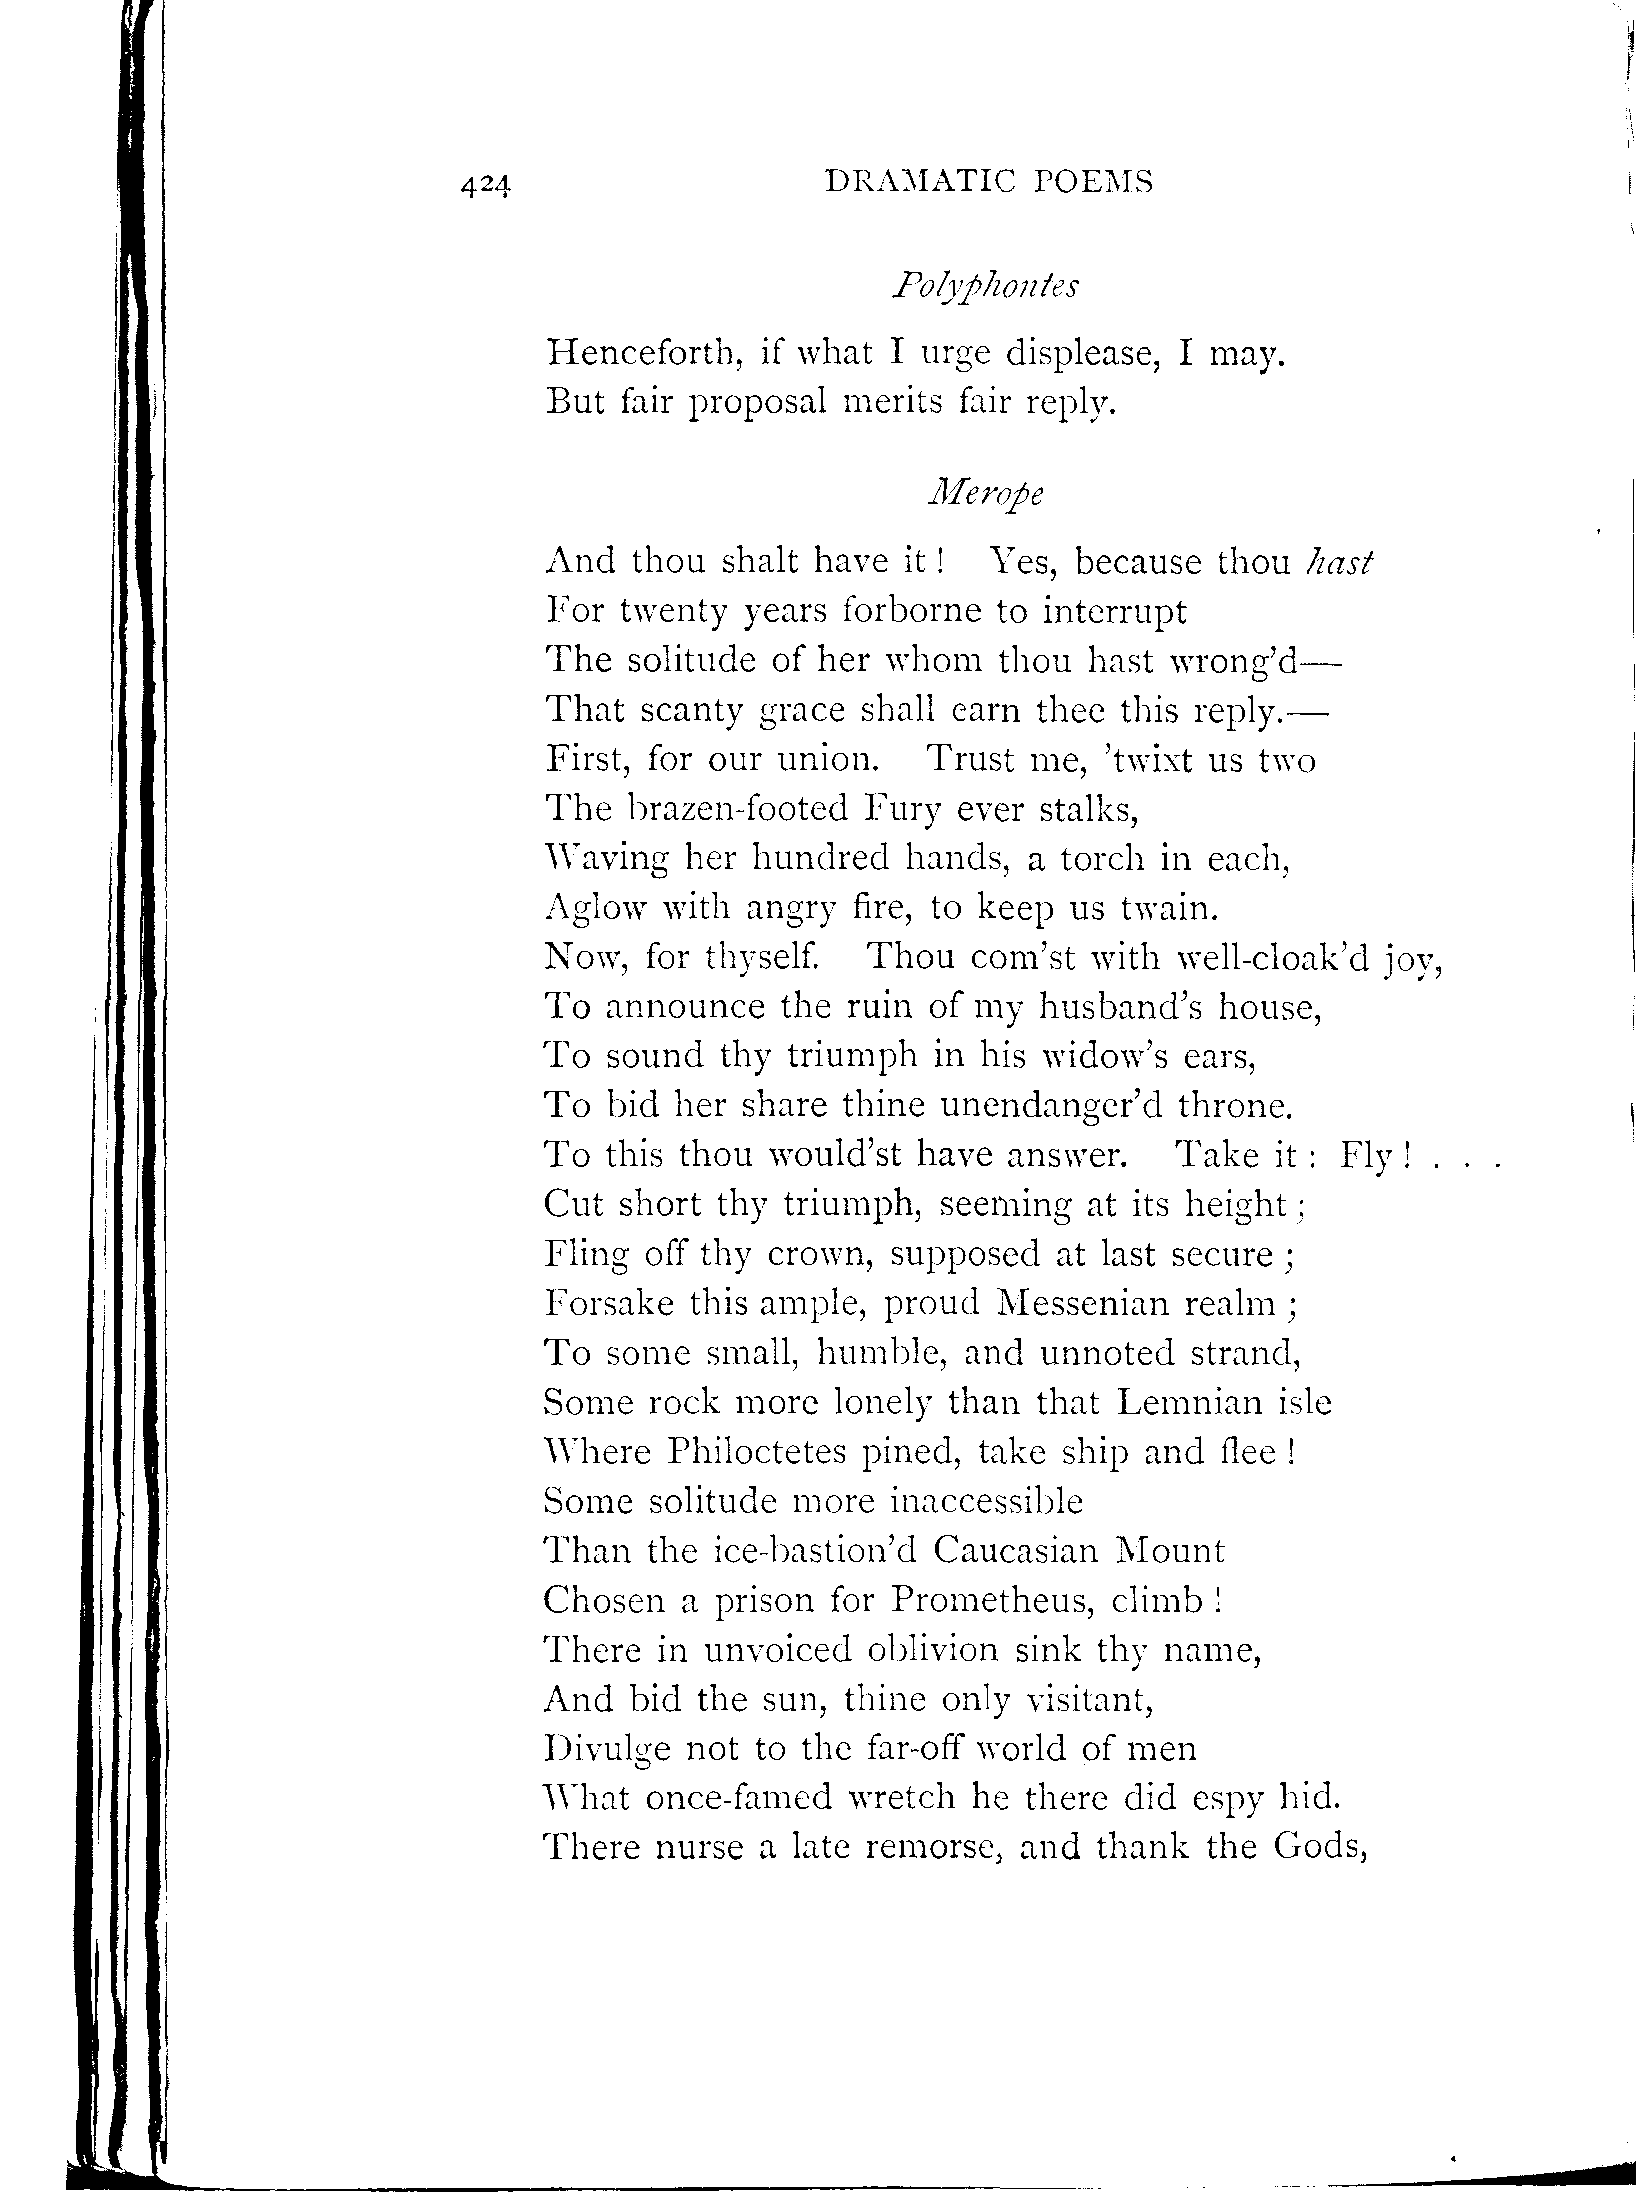 424 DRAMATIC POEMS
Polyphontes
Henceforth, if what I urge displease, I may.
But fair proposal merits fair reply.
Merope
And thou shalt have it ! Yes, because thou hast
For twenty years forborne to interrupt
The solitude of her whom thou hast wrong'd—
That scanty grace shall earn thee this reply.—
First, for our union. Trust me, 'twixt us two
The brazen-footed Fury ever stalks,
Waving her hundred hands, a torch in each,
Aglow with angry fire, to keep us twain.
Now, for thyself. Thou com'st with well-cloak'd joy,
To announce the ruin of my husband's house,
To sound thy triumph in his widow's ears,
To bid her share thine unendanger'd throne.
To this thou would'st have answer. Take it : Fly ! . . .
Cut short thy triumph, seeming at its height ;
Fling off thy crown, supposed at last secure ;
Forsake this ample, proud Messenian realm ;
To some small, humble, and unnoted strand,
Some rock more lonely than that Lemnian isle
Where Philoctetes pined, take ship and flee !
Some solitude more inaccessible
Than the ice-bastion'd Caucasian Mount
Chosen a prison for Prometheus, climb !
There in unvoiced oblivion sink thy name,
And bid the sun, thine only visitant,
Divulge not to the far-off world of men
What once-famed wretch he there did espy hid.
There nurse a late remorse, and thank the Gods,